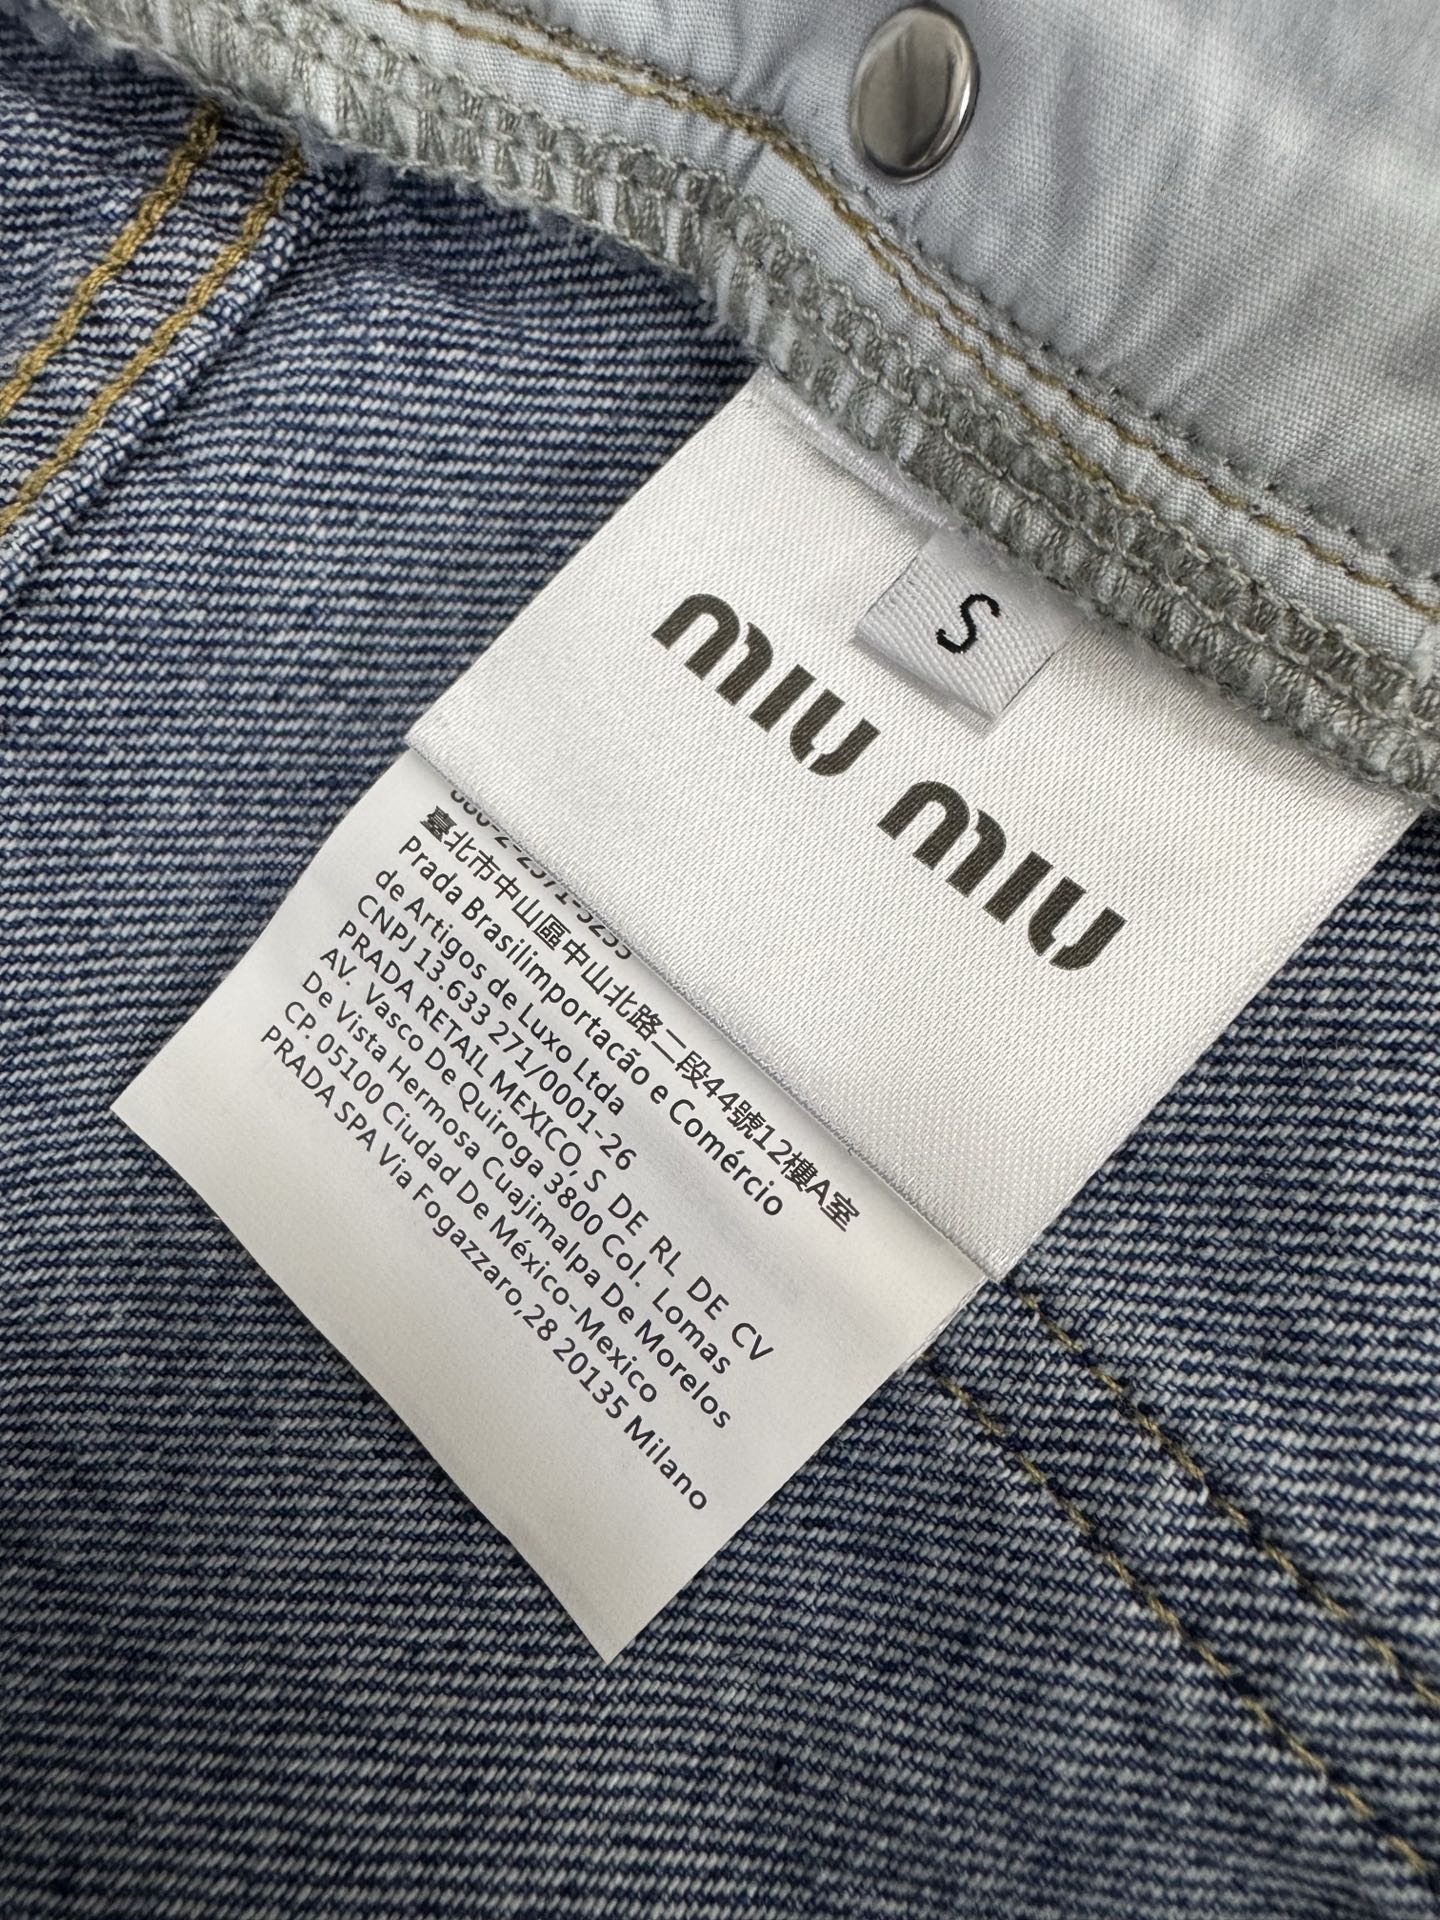 S
miu miu
臺北市中山區中山北路二段44號12樓A室
Prada Brasilimportacão e Comércio
de Artigos de Luxo Ltda
CNPJ 13.633 271/0001-26
PRADA RETAIL MEXICO, S DE RL DE CV
AV. Vasco De Quiroga 3800 Col. Lomas
De Vista Hermosa Cuajimalpa De Morelos
CP. 05100 Ciudad De México-Mexico
PRADA SPA Via Fogazzaro,28 20135 Milano